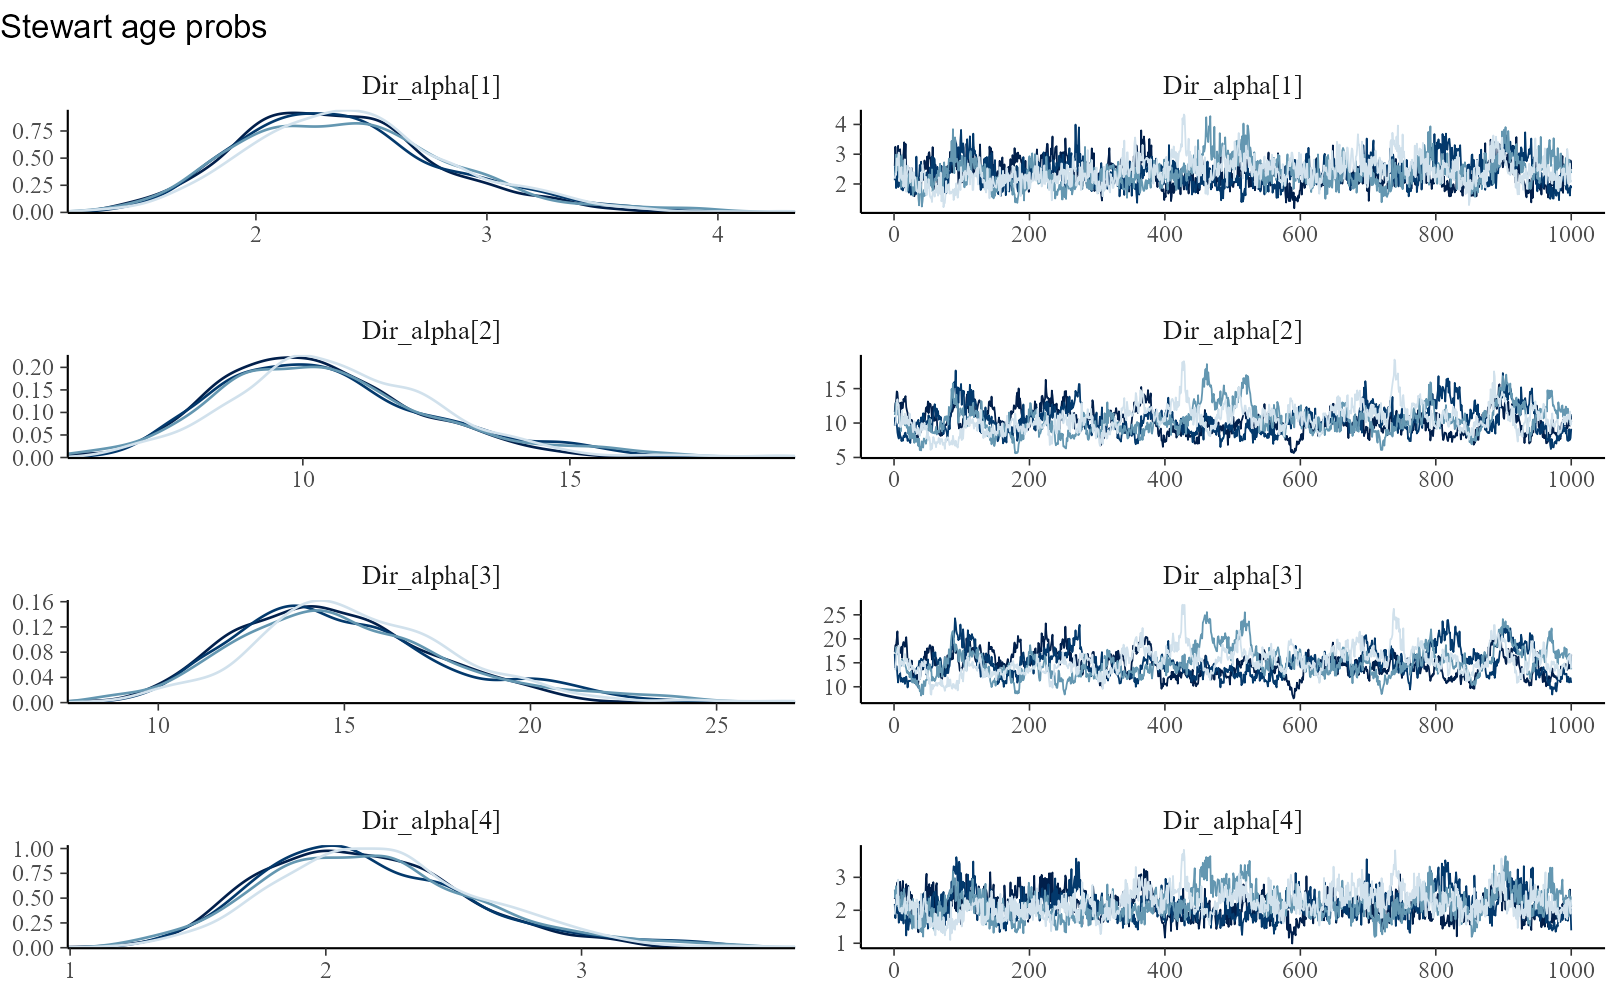 Stewart age probs
Dir_alpha[1] Dir_alpha[1]
0.75
0.50
0.25
0.00
2 3 4
4
3
2
0 200 400 600 800 1000
Dir_alpha[2] Dir_alpha[2]
0.20
0.15
0.10
0.05
0.00
10 15
15
10
5
0 200 400 600 800 1000
Dir_alpha[3] Dir_alpha[3]
0.16
0.12
0.08
0.04
0.00
10 15 20 25
25
20
15
10
0 200 400 600 800 1000
Dir_alpha[4] Dir_alpha[4]
1.00
0.75
0.50
0.25
0.00
1 2 3
3
2
1
0 200 400 600 800 1000